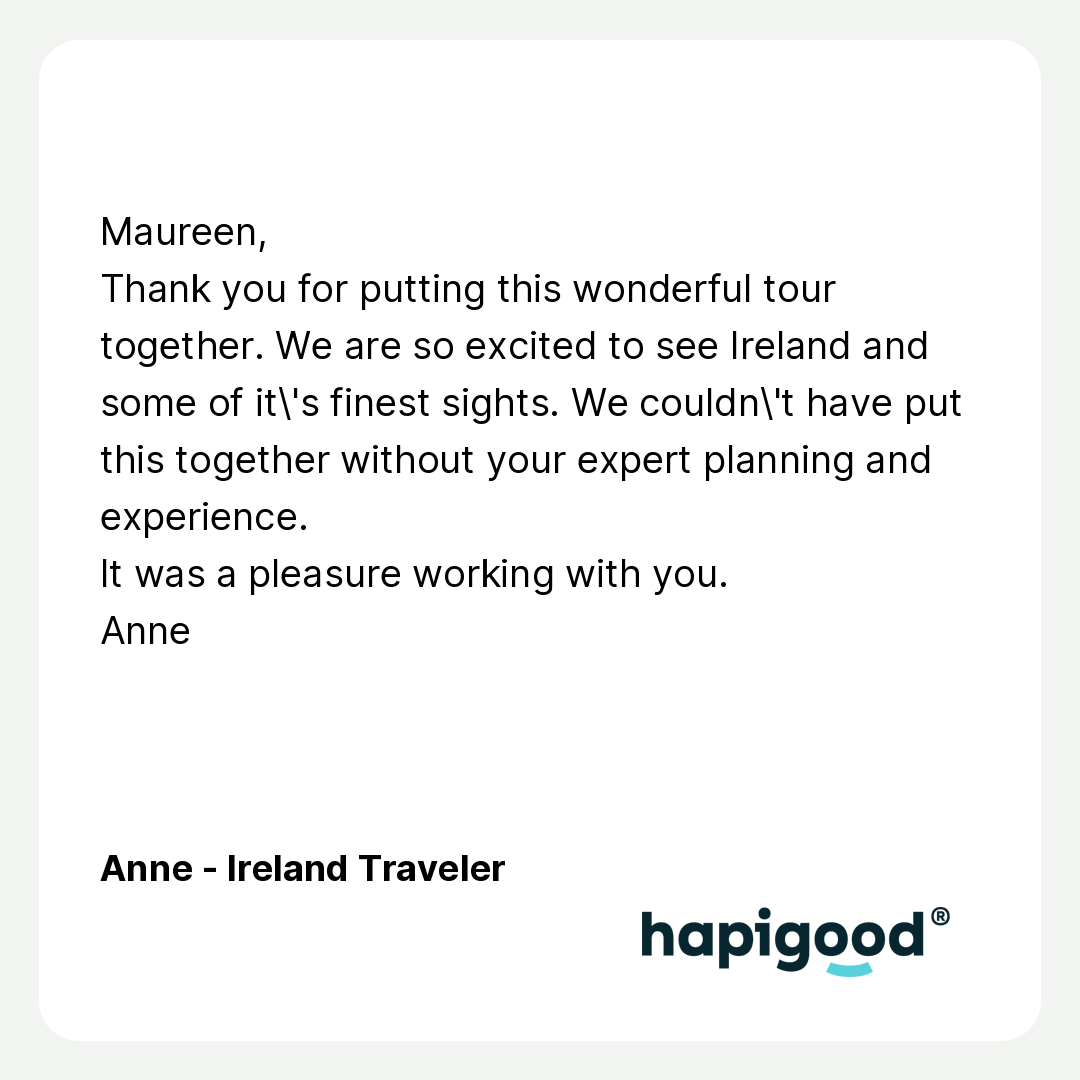 Maureen,
Thank you for putting this wonderful tour
together. We are so excited to see Ireland and
some of it\'s finest sights. We couldn\'t have put
this together without your expert planning and
experience.
It was a pleasure working with you.
Anne
Anne - Ireland Traveler
hapigood®